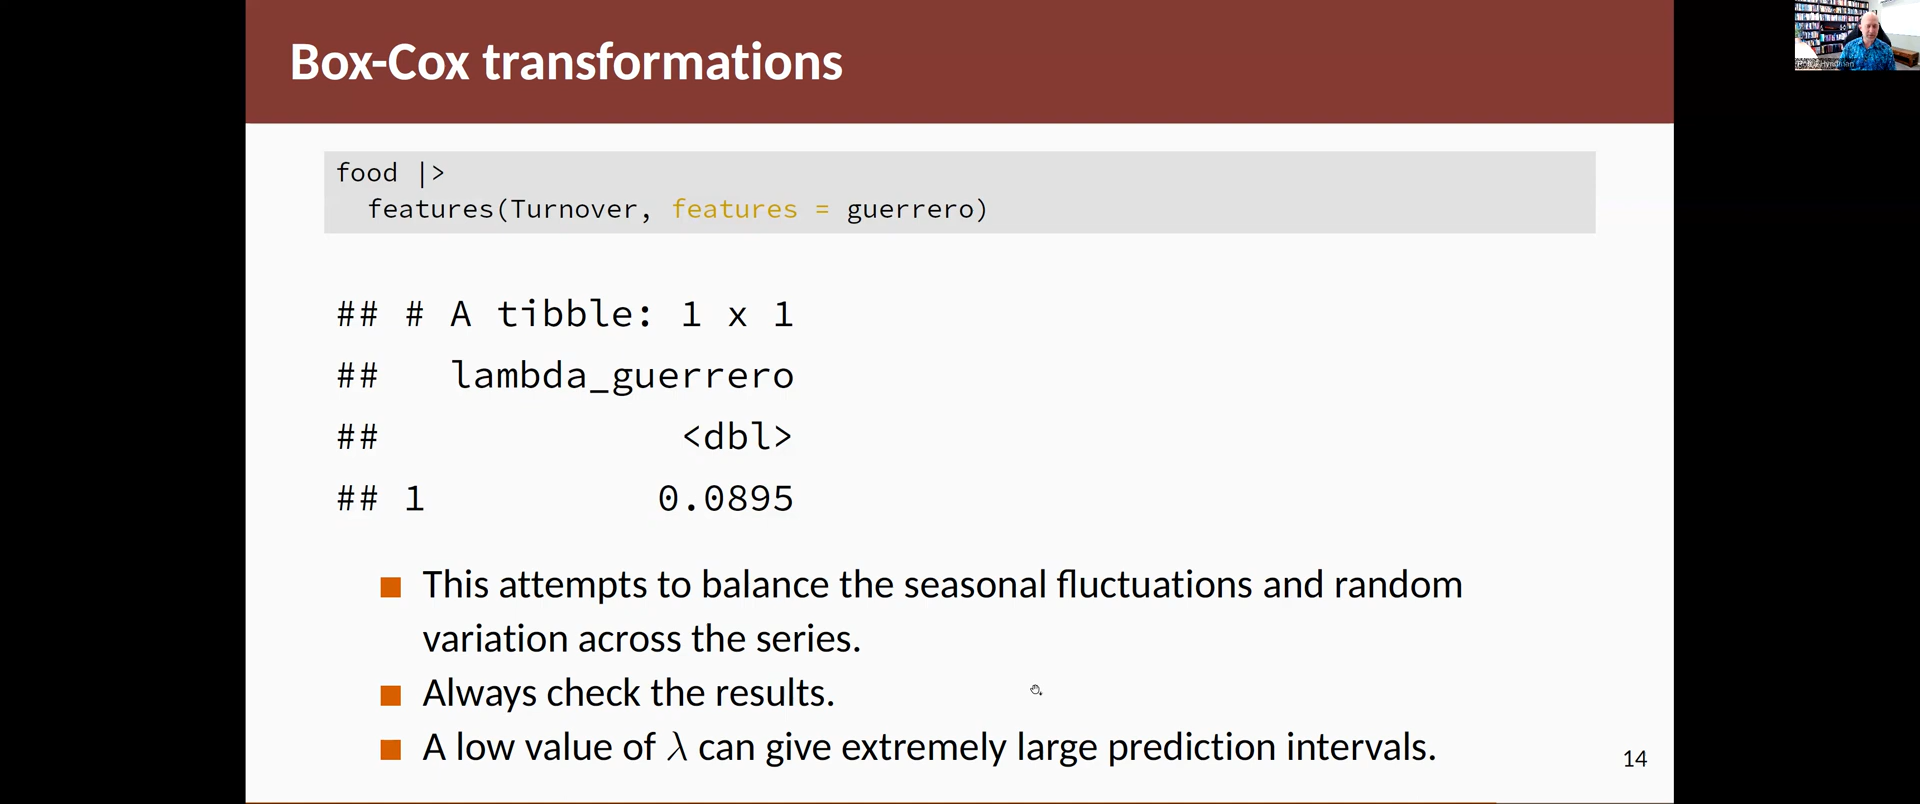 Box-Cox transformations
food |>
features(Turnover, features = guerrero)
## # A tibble: 1 x 1
## lambda_guerrero
## <dbl>
## 1 0.0895
■ This attempts to balance the seasonal fluctuations and random
variation across the series.
■ Always check the results.
■ A low value of λ can give extremely large prediction intervals.
14
Hyndman